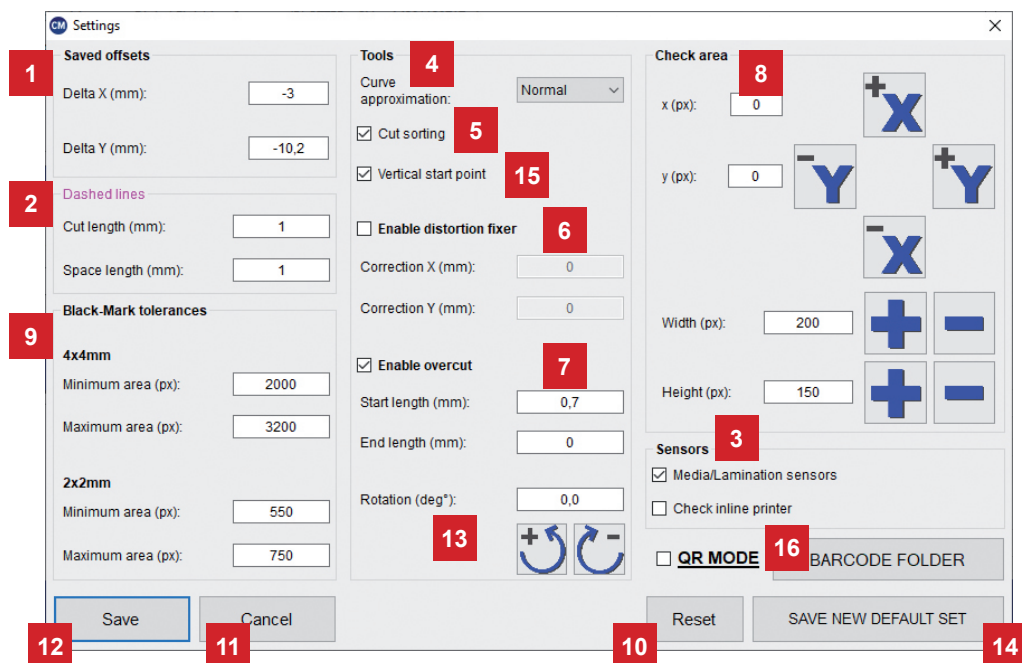 CM Settings
1
Saved offsets
Delta X (mm): -3
Delta Y (mm): -10,2
2
Dashed lines
Cut length (mm): 1
Space length (mm): 1
9
Black-Mark tolerances
4x4mm
Minimum area (px): 2000
Maximum area (px): 3200
2x2mm
Minimum area (px): 550
Maximum area (px): 750
Tools
4
Curve
approximation: Normal
Cut sorting 5
Vertical start point 15
Enable distortion fixer 6
Correction X (mm): 0
Correction Y (mm): 0
Enable overcut 7
Start length (mm): 0,7
End length (mm): 0
Rotation (deg°): 0,0
13
+ -
Check area
8
x (px): 0
+X
y (px): 0
-Y +Y
-X
Width (px): 200 + -
Height (px): 150 + -
3
Sensors
Media/Lamination sensors
Check inline printer
QR MODE 16 BARCODE FOLDER
Save Cancel Reset SAVE NEW DEFAULT SET
12 11 10 14